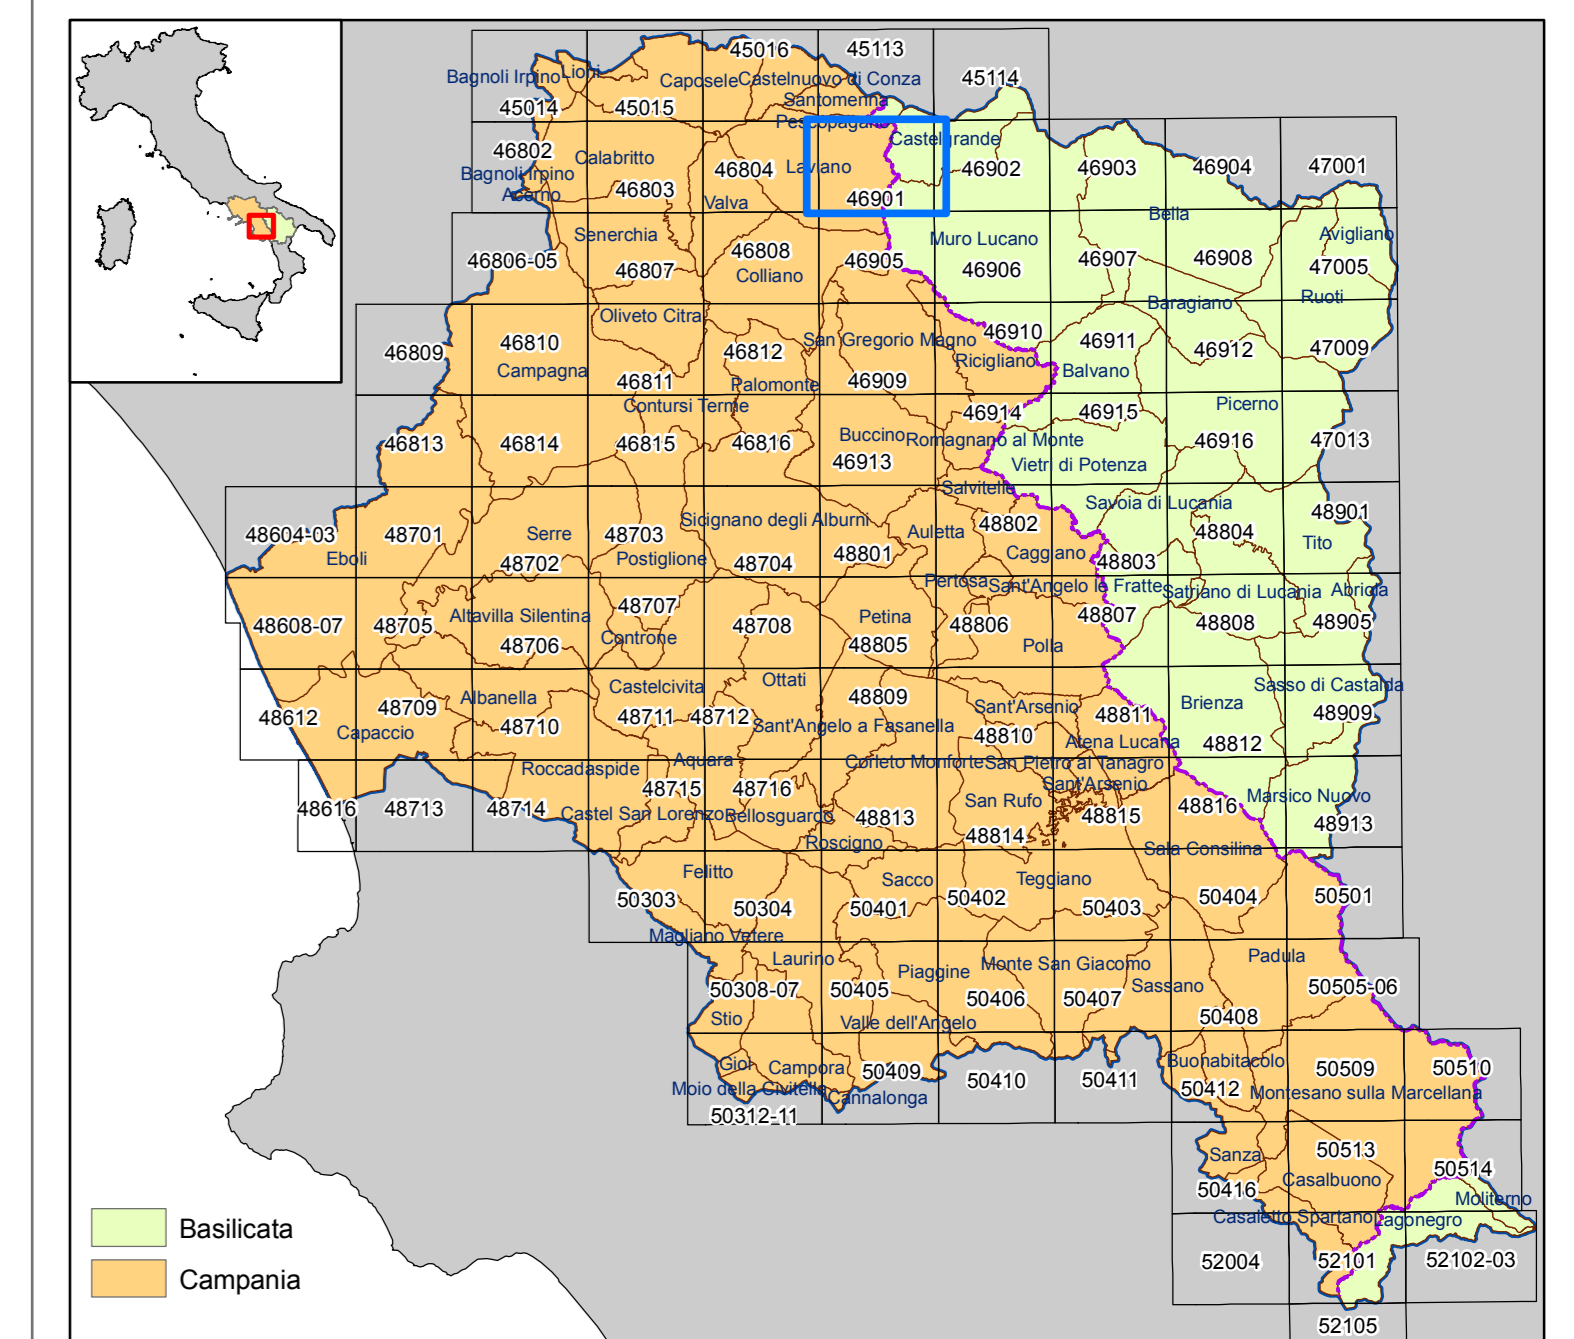 45016
45113
45114
Bagnoli Irpino
Lioni
Caposele
Castelnuovo di Conza
Santomenna
45014
45015
Pescopagano
46802
Calabritto
46804
Laviano
Castelgrande
46902
46903
46904
47001
Bagnoli Irpino
Acerno
46803
Valva
46901
Bella
Senerchia
46808
Muro Lucano
Avigliano
46806-05
46807
Colliano
46905
46906
46907
46908
47005
Oliveto Citra
Baragiano
Ruoti
46809
46810
46812
San Gregorio Magno
46910
46911
46912
47009
Campagna
46811
Palomonte
46909
Ricigliano
Balvano
Contursi Terme
46914
46915
Picerno
46813
46814
46815
46816
Buccino
Romagnano al Monte
46916
47013
46913
Vietri di Potenza
Salvitelle
Savoia di Lucania
48604-03
48701
Serre
48703
Sicignano degli Alburni
Auletta
48802
48804
48901
Eboli
48702
Postiglione
48704
48801
Caggiano
48803
Tito
Pertosa
Sant'Angelo le Fratte
Satriano di Lucania
Abriola
48608-07
48705
Altavilla Silentina
48707
48708
Petina
48806
48807
48808
48905
48706
Controne
48805
Polla
Albanella
Castelcivita
Ottati
48809
Sant'Arsenio
Brienza
Sasso di Castalda
48612
48709
48710
48711
48712
Sant'Angelo a Fasanella
48810
48811
48909
Capaccio
Atena Lucana
48812
Roccadaspide
Aquara
Corleto Monforte
San Pietro al Tanagro
Sant'Arsenio
48616
48713
48714
48715
48716
San Rufo
48816
Marsico Nuovo
Castel San Lorenzo
Bellosguardo
48813
48814
48815
48913
Roscigno
Sala Consilina
Felitto
Sacco
Teggiano
50303
50304
50401
50402
50403
50404
50501
Magliano Vetere
Laurino
Piaggine
Monte San Giacomo
Padula
50308-07
50405
50406
50407
Sassano
50505-06
Stio
Valle dell'Angelo
50408
Gioi
Campora
50409
50410
50411
Buonabitacolo
50509
50510
Moio della Civitella
Cannalonga
50412
Montesano sulla Marcellana
50312-11
Sanza
50513
50514
50416
Casalbuono
Moliterno
Casaletto Spartano
Lagonegro
52004
52101
52102-03
52105
Basilicata
Campania